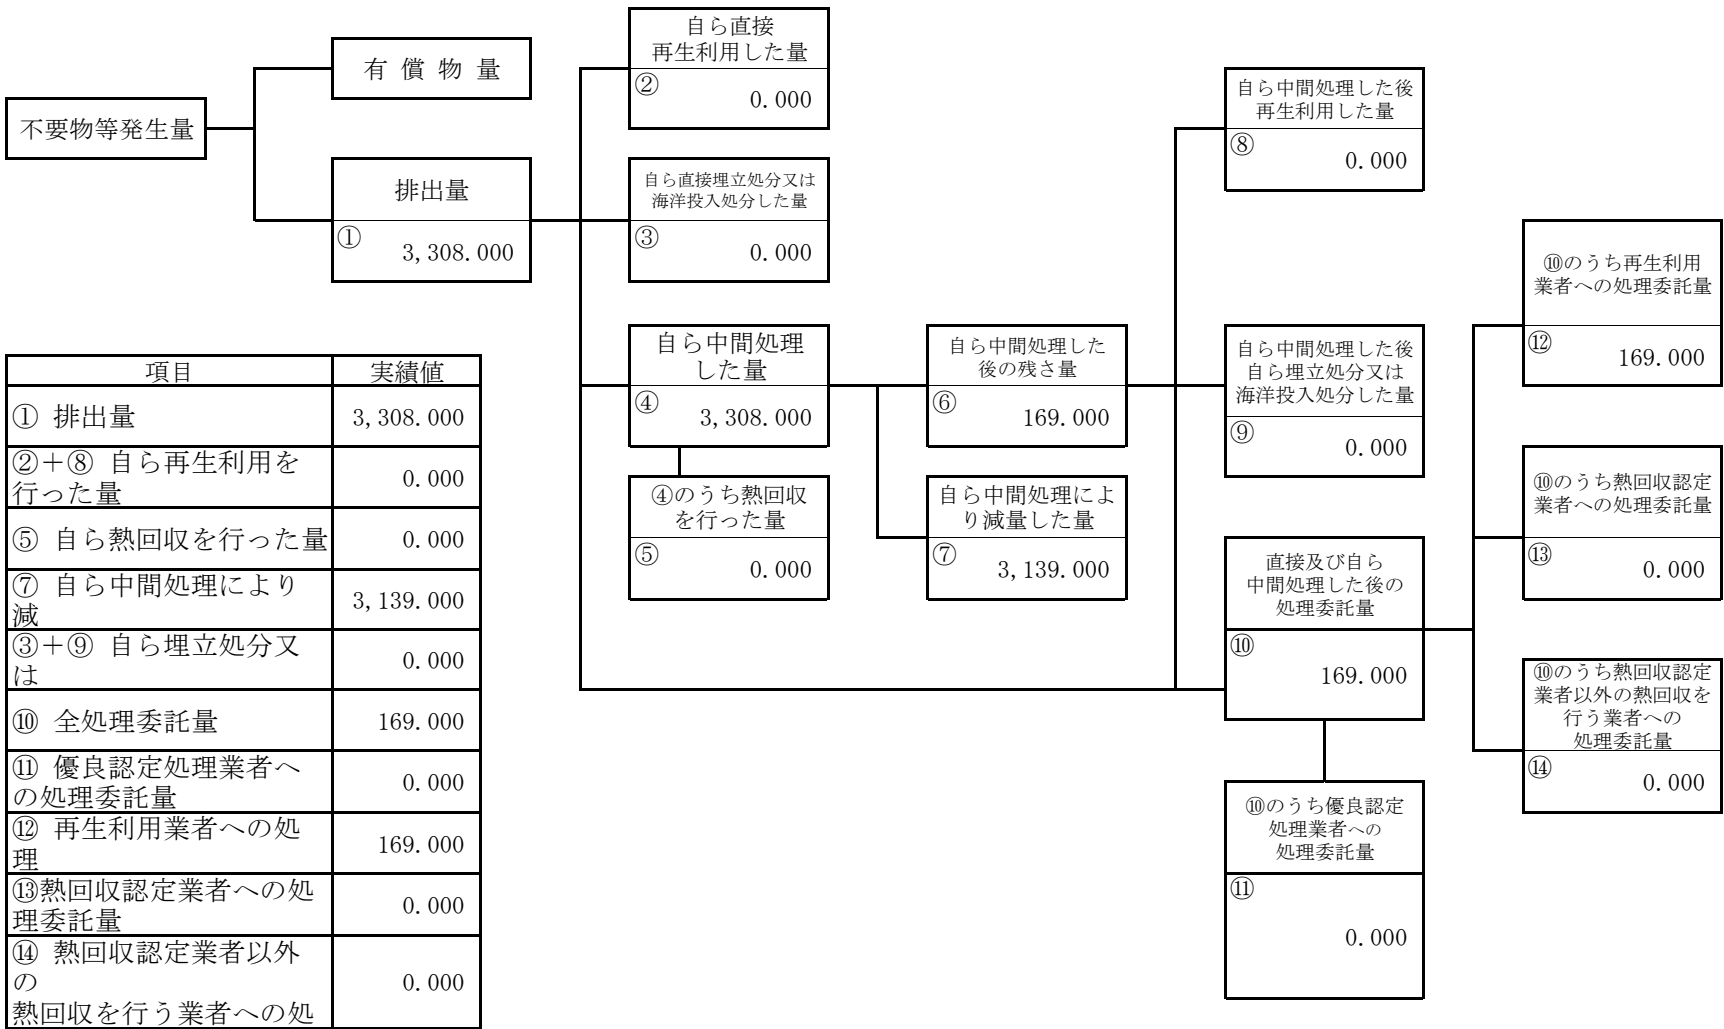 不要物等発生量
有 償 物 量
排出量
①
3,308.000
自ら直接
再生利用した量
②
0.000
自ら直接埋立処分又は
海洋投入処分した量
③
0.000
自ら中間処理
した量
④
3,308.000
④のうち熱回収
を行った量
⑤
0.000
自ら中間処理した
後の残さ量
⑥
169.000
自ら中間処理によ
り減量した量
⑦
3,139.000
自ら中間処理した後
再生利用した量
⑧
0.000
自ら中間処理した後
自ら埋立処分又は
海洋投入処分した量
⑨
0.000
直接及び自ら
中間処理した後の
処理委託量
⑩
169.000
⑩のうち優良認定
処理業者への
処理委託量
⑪
0.000
⑩のうち再生利用
業者への処理委託量
⑫
169.000
⑩のうち熱回収認定
業者への処理委託量
⑬
0.000
⑩のうち熱回収認定
業者以外の熱回収を
行う業者への
処理委託量
⑭
0.000
項目 実績値
① 排出量 3,308.000
②＋⑧ 自ら再生利用を
行った量 0.000
⑤ 自ら熱回収を行った量 0.000
⑦ 自ら中間処理により
減 3,139.000
③＋⑨ 自ら埋立処分又
は 0.000
⑩ 全処理委託量 169.000
⑪ 優良認定処理業者へ
の処理委託量 0.000
⑫ 再生利用業者への処
理 169.000
⑬熱回収認定業者への処
理委託量 0.000
⑭ 熱回収認定業者以外
の
熱回収を行う業者への処 0.000